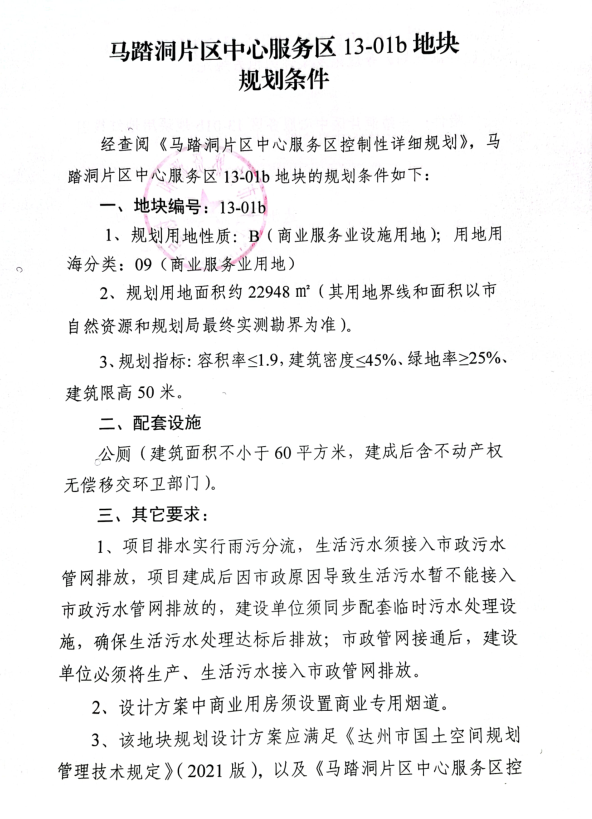 马踏洞片区中心服务区 13-01b 地块
规划条件
经查阅《马踏洞片区中心服务区控制性详细规划》，马
踏洞片区中心服务区 13-01b 地块的规划条件如下：
一、地块编号：13-01b
1、规划用地性质：B（商业服务业设施用地）；用地用
海分类：09（商业服务业用地）
2、规划用地面积约 22948 ㎡（其用地界线和面积以市
自然资源和规划局最终实测勘界为准）。
3、规划指标：容积率≤1.9，建筑密度≤45%、绿地率≥25%、
建筑限高 50 米。
二、配套设施
公厕（建筑面积不小于 60 平方米，建成后含不动产权
无偿移交环卫部门）。
三、其它要求：
1、项目排水实行雨污分流，生活污水须接入市政污水
管网排放，项目建成后因市政原因导致生活污水暂不能接入
市政污水管网排放的，建设单位须同步配套临时污水处理设
施，确保生活污水处理达标后排放；市政管网接通后，建设
单位必须将生产、生活污水接入市政管网排放。
2、设计方案中商业用房须设置商业专用烟道。
3、该地块规划设计方案应满足《达州市国土空间规划
管理技术规定》（2021 版），以及《马踏洞片区中心服务区控